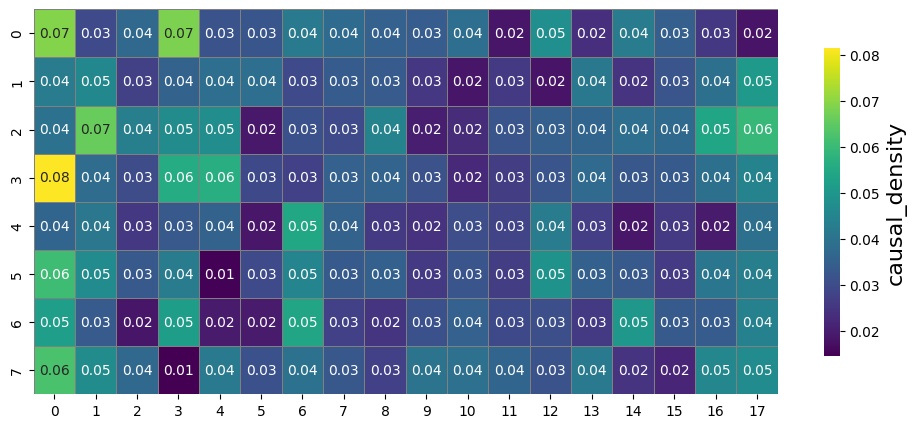 0 0.07 0.03 0.04 0.07 0.03 0.03 0.04 0.04 0.04 0.03 0.04 0.02 0.05 0.02 0.04 0.03 0.03 0.02
1 0.04 0.05 0.03 0.04 0.04 0.04 0.03 0.03 0.03 0.03 0.02 0.03 0.02 0.04 0.02 0.03 0.04 0.05
2 0.04 0.07 0.04 0.05 0.05 0.02 0.03 0.03 0.04 0.02 0.02 0.03 0.03 0.04 0.04 0.04 0.05 0.06
3 0.08 0.04 0.03 0.06 0.06 0.03 0.03 0.04 0.04 0.03 0.02 0.03 0.03 0.04 0.03 0.03 0.04 0.04
4 0.04 0.04 0.03 0.03 0.04 0.02 0.05 0.04 0.03 0.02 0.03 0.03 0.04 0.03 0.02 0.03 0.02 0.04
5 0.06 0.05 0.03 0.04 0.01 0.03 0.05 0.03 0.03 0.03 0.03 0.03 0.05 0.03 0.03 0.03 0.04 0.04
6 0.05 0.03 0.02 0.05 0.02 0.02 0.05 0.03 0.02 0.03 0.04 0.03 0.03 0.03 0.05 0.03 0.03 0.04
7 0.06 0.05 0.04 0.01 0.04 0.03 0.04 0.03 0.03 0.04 0.04 0.04 0.03 0.04 0.02 0.02 0.05 0.05
0 1 2 3 4 5 6 7 8 9 10 11 12 13 14 15 16 17
0.08
0.07
0.06
0.05
0.04
0.03
0.02
causal_density